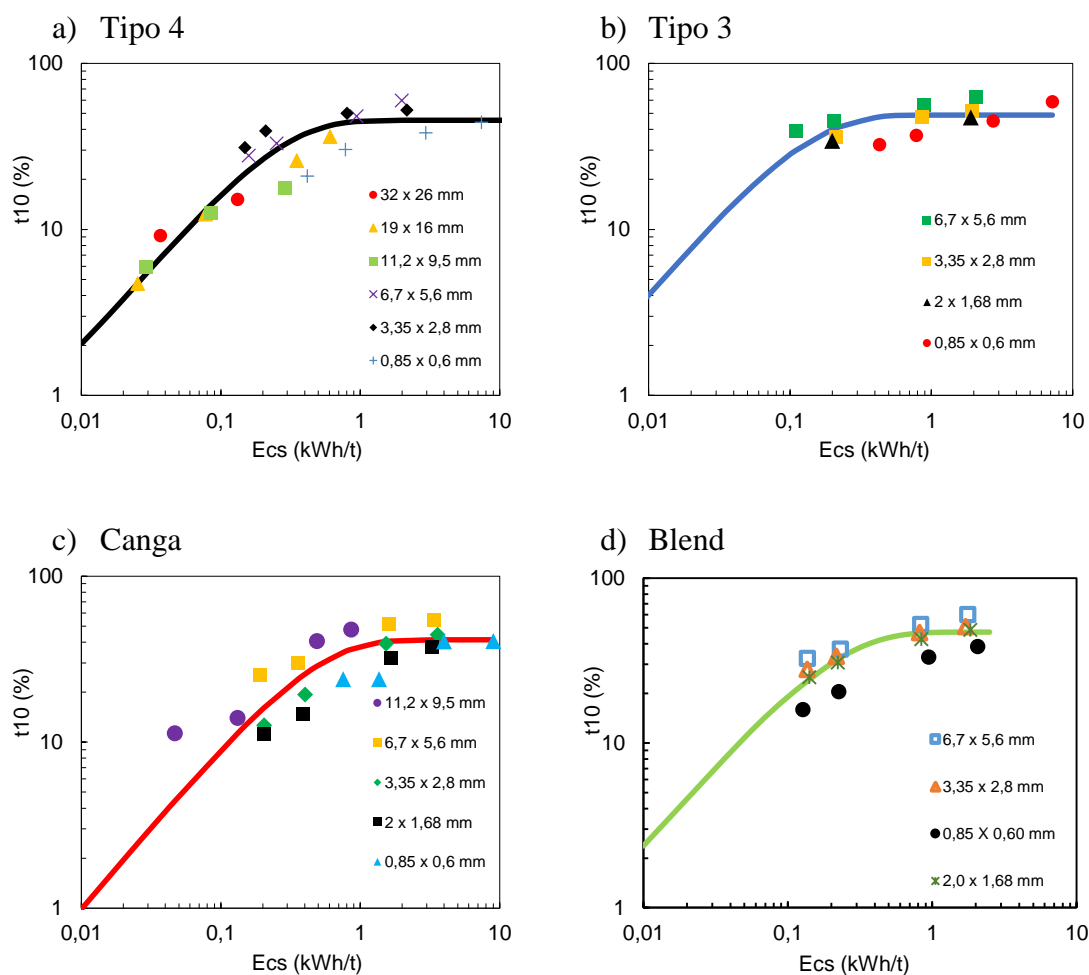 a) Tipo 4
100
10
1
0,01 0,1 1 10
t10 (%)
Ecs (kWh/t)
32 x 26 mm
19 x 16 mm
11,2 x 9,5 mm
6,7 x 5,6 mm
3,35 x 2,8 mm
0,85 x 0,6 mm
b) Tipo 3
100
10
1
0,01 0,1 1 10
t10 (%)
Ecs (kWh/t)
6,7 x 5,6 mm
3,35 x 2,8 mm
2 x 1,68 mm
0,85 x 0,6 mm
c) Canga
100
10
1
0,01 0,1 1 10
t10 (%)
Ecs (kWh/t)
11,2 x 9,5 mm
6,7 x 5,6 mm
3,35 x 2,8 mm
2 x 1,68 mm
0,85 x 0,6 mm
d) Blend
100
10
1
0,01 0,1 1 10
t10 (%)
Ecs (kWh/t)
6,7 x 5,6 mm
3,35 x 2,8 mm
0,85 X 0,60 mm
2,0 x 1,68 mm